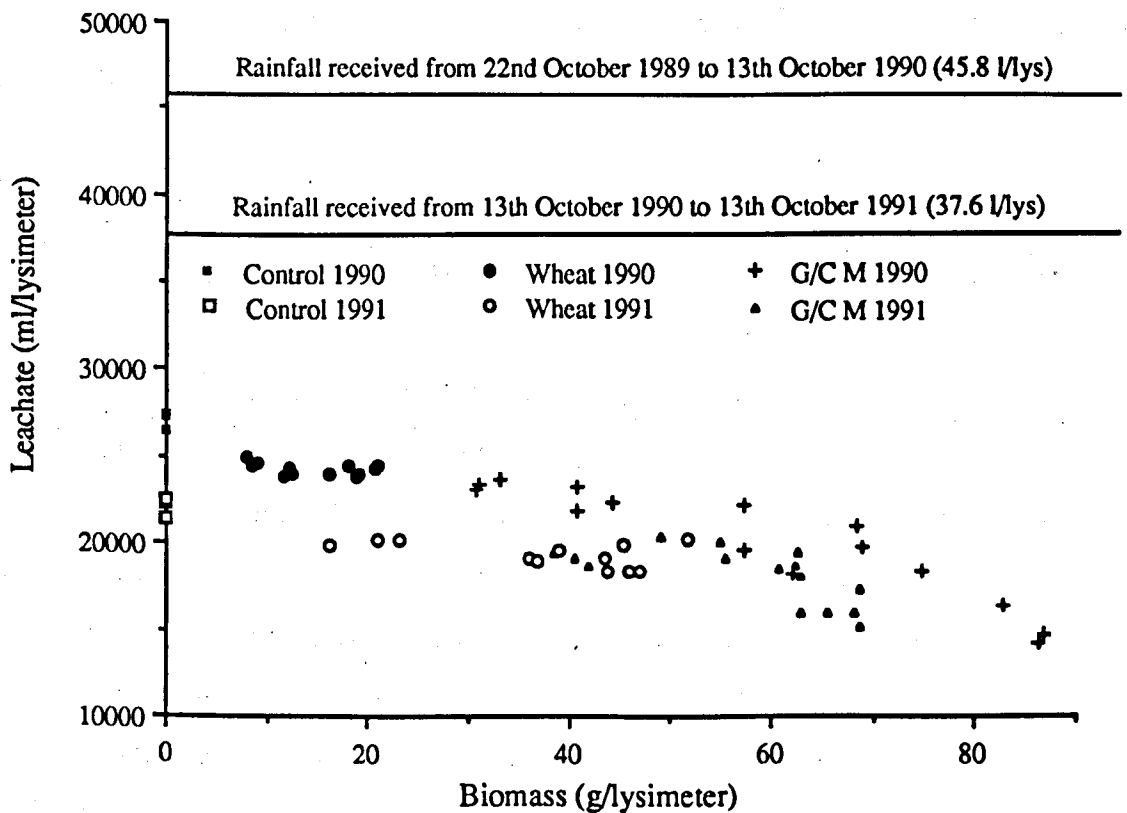 50000
Rainfall received from 22nd October 1989 to 13th October 1990 (45.8 l/lys)
40000
Rainfall received from 13th October 1990 to 13th October 1991 (37.6 l/lys)
Control 1990 Wheat 1990 G/C M 1990
Control 1991 Wheat 1991 G/C M 1991
30000
20000
10000
Leachate (ml/lysimeter)
0 20 40 60 80
Biomass (g/lysimeter)